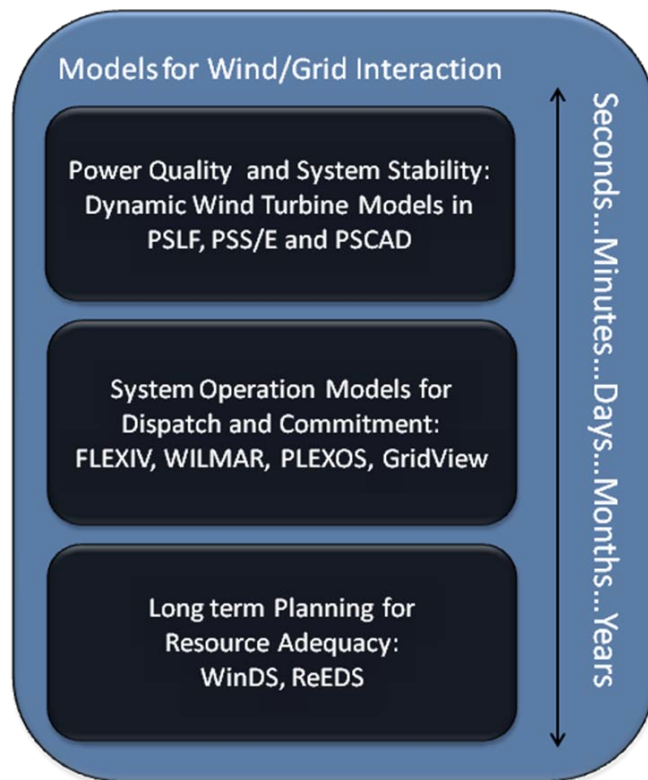 Models for Wind/Grid Interaction
Power Quality and System Stability:
Dynamic Wind Turbine Models in
PSLF, PSS/E and PSCAD
System Operation Models for
Dispatch and Commitment:
FLEXIV, WILMAR, PLEXOS, GridView
Long term Planning for
Resource Adequacy:
WinDS, ReEDS
Seconds...Minutes...Days...Months...Years